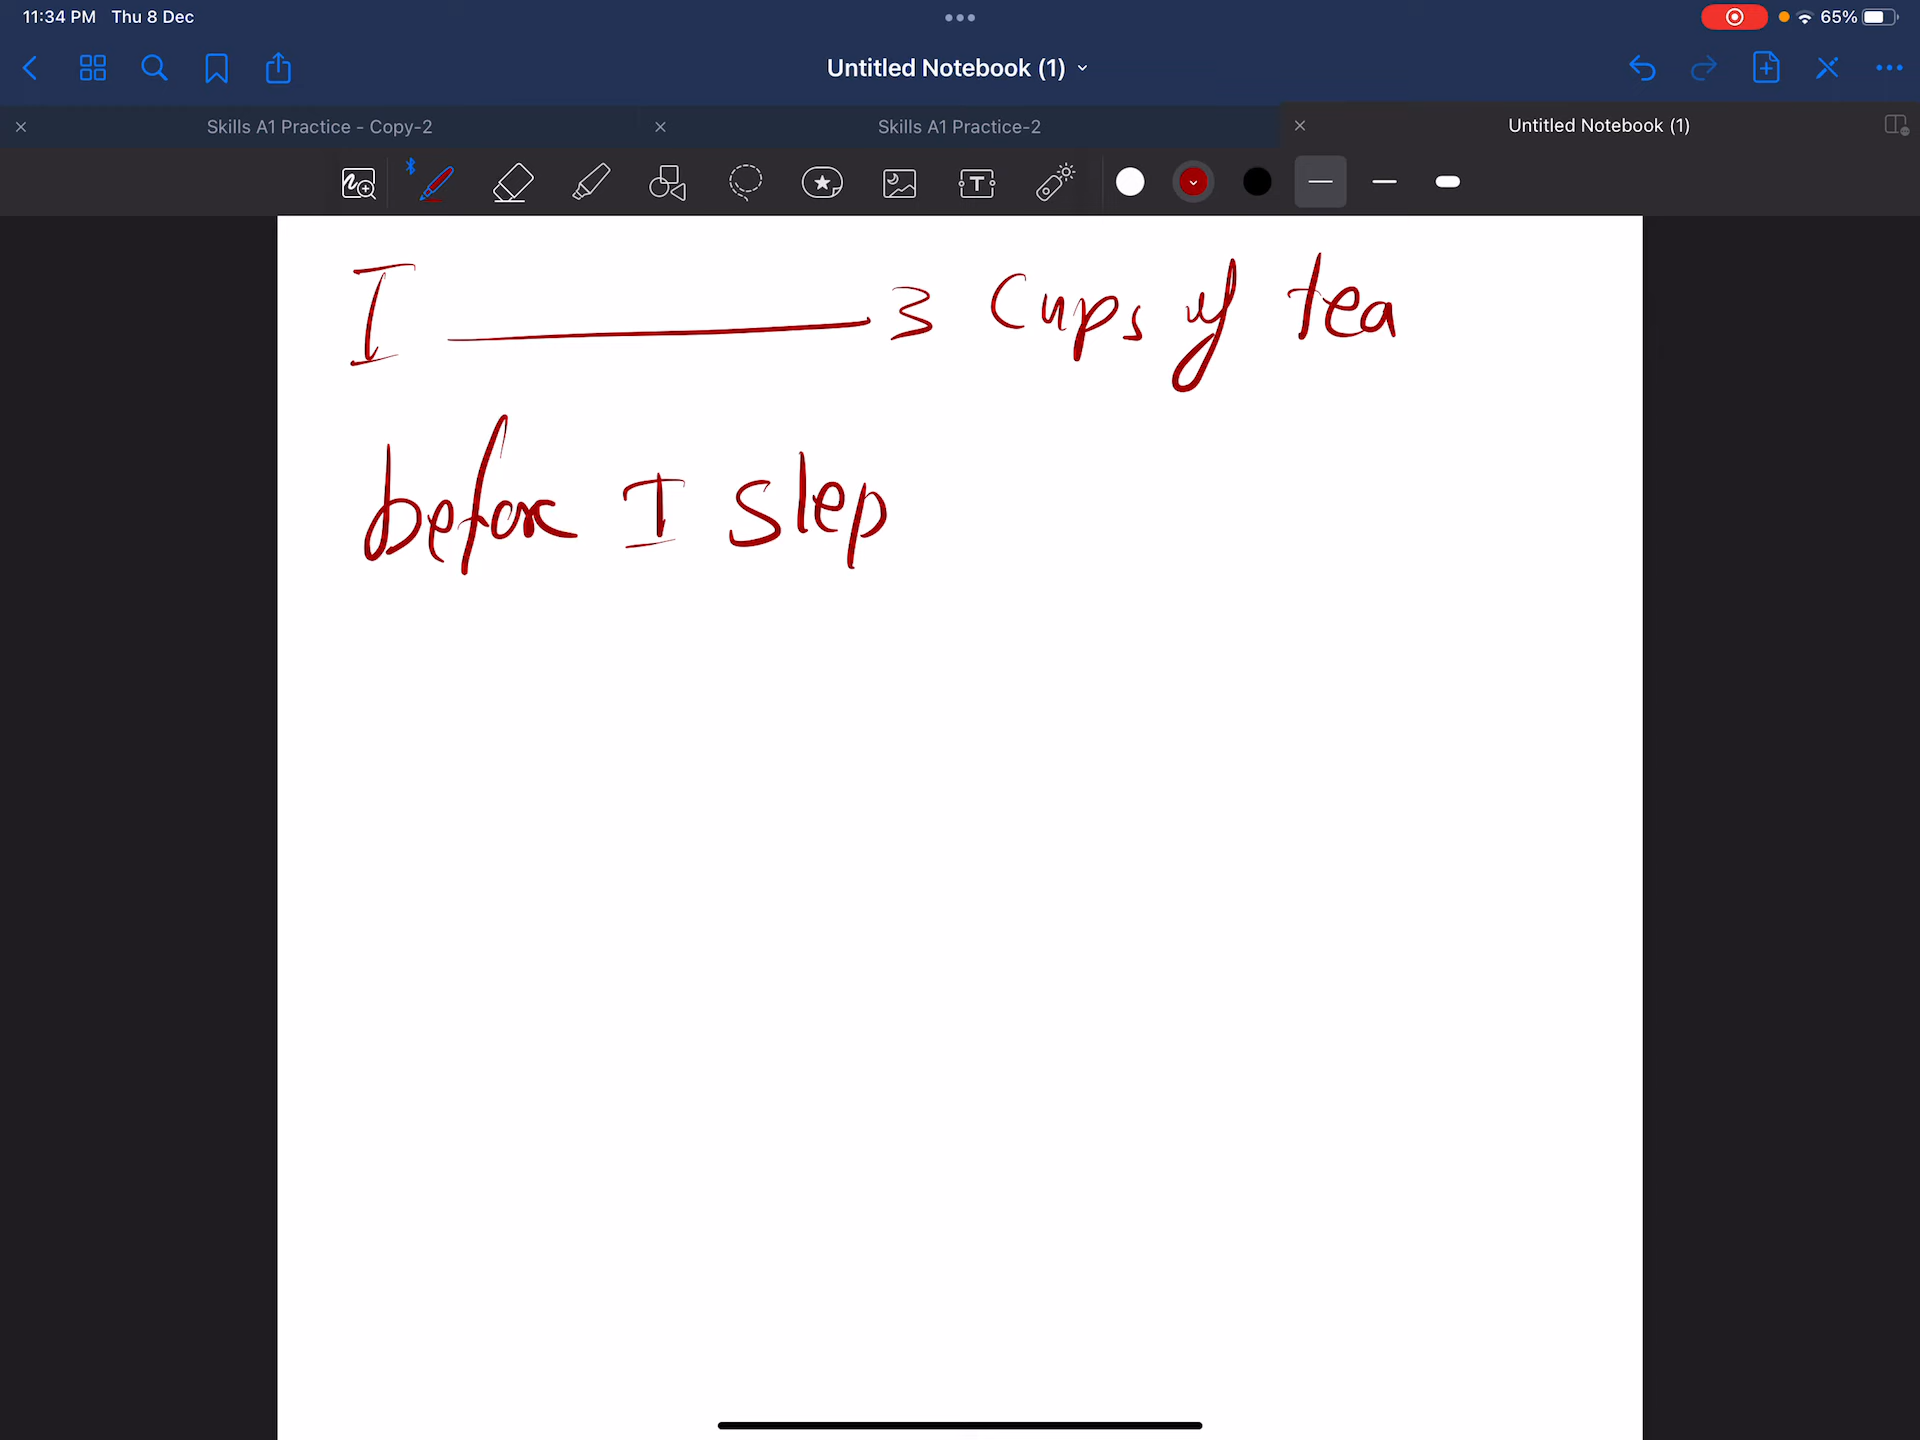 11:34 PM Thu 8 Dec 65%
Untitled Notebook (1)
Skills A1 Practice - Copy-2 Skills A1 Practice-2 Untitled Notebook (1)
I ________ 3 Cups of tea
before I slep